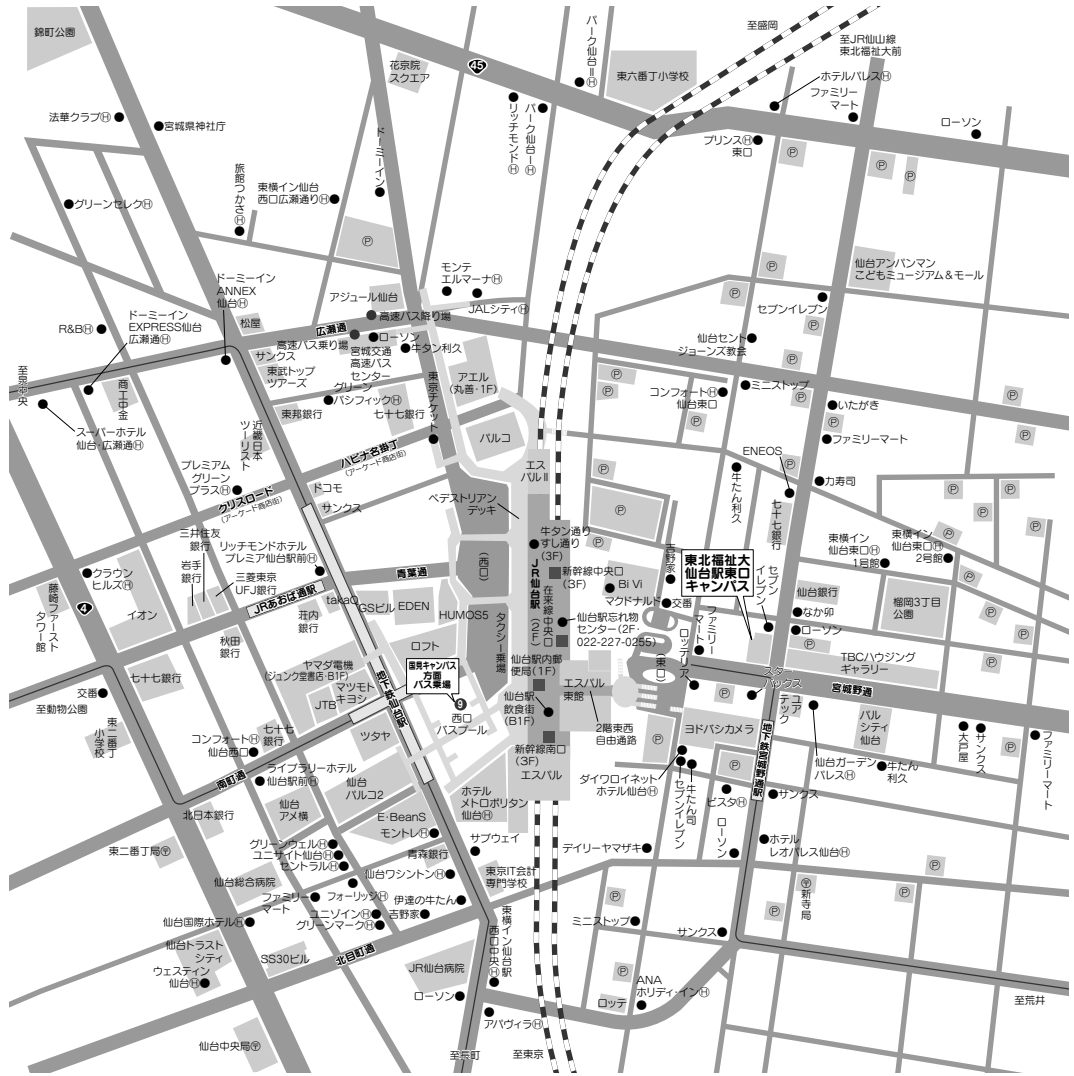 錦町公園
花京院
スクエア
45
パーク仙台Ⅱ Ⓗ
至盛岡
至JR仙山線
東北福祉大前
東六番丁小学校
ホテルパレスⒽ
ファミリー
マート
ローソン
法華クラブⒽ
宮城県神社庁
ドーミーイン
リッチモンドⒽ
パーク仙台ⅠⒽ
プリンスⒽ
東口
Ⓟ
Ⓟ
Ⓟ
グリーンセレクⒽ
旅館つかさⒽ
東横イン仙台
西口広瀬通りⒽ
Ⓟ
モンテ
エルマーナⒽ
JALシティⒽ
Ⓟ
仙台アンパンマン
こどもミュージアム&モール
ドーミーイン
ANNEX
仙台Ⓗ
アジュール仙台
高速バス降り場
Ⓟ
セブンイレブン
R&BⒽ
ドーミーイン
EXPRESS仙台
広瀬通Ⓗ
松屋
広瀬通
高速バス乗り場
ローソン
宮城交通
高速バス
センター
牛タン利久
仙台セント
ジョーンズ教会
サンクス
東武トップ
ツアーズ
至泉中央
商工中金
グリーン
パシフィックⒽ
東京チケット
アエル
(丸善・1F)
Ⓟ
コンフォートⒽ
仙台東口
ミニストップ
Ⓟ
いたがき
スーパーホテル
仙台・広瀬通Ⓗ
近畿日本
ツーリスト
東邦銀行
七十七銀行
パルコ
Ⓟ
Ⓟ
Ⓟ
ファミリーマート
プレミアム
グリーン
プラスⒽ
ハピナ名掛丁
(アーケード商店街)
クリスロード
(アーケード商店街)
エス
パルⅡ
Ⓟ
ENEOS
牛たん利久
力寿司
ドコモ
サンクス
ペデストリアン
デッキ
Ⓟ
七十七銀行
Ⓟ
Ⓟ
Ⓟ
Ⓟ
三井住友
銀行
岩手
銀行
リッチモンドホテル
プレミア仙台駅前Ⓗ
三菱東京
UFJ銀行
青葉通
(西口)
牛タン通り
すし通り
(3F)
JR仙台駅(2F)
新幹線中央口
(3F)
在来線中央口
Ⓟ
Bi Vi
マクドナルド
吉野家
交番
東北福祉大
仙台駅東口
キャンパス
セブン
イレブン
東横イン
仙台東口Ⓗ
1号館
東横イン
仙台東口Ⓗ
2号館
仙台銀行
榴岡3丁目
公園
クラウン
ヒルズⒽ
イオン
4
藤崎ファースト
タワー館
JRあおば通駅
takaQ
GSビル
EDEN
HUMOS5
荘内
銀行
秋田
銀行
タクシー乗場
仙台駅忘れ物
センター(2F・
022-227-0255)
ファミリー
マート
なか卯
ローソン
ロッテリア
(東口)
TBCハウジング
ギャラリー
宮城野通
七十七銀行
ヤマダ電機
(ジュンク堂書店・B1F)
マツモト
キヨシ
JTB
ロフト
国見キャンパス
方面
バス乗場
9
西口
バスプール
地下鉄仙台駅
仙台駅内郵
便局(1F)
仙台駅
飲食街
(B1F)
エスパル
東館
2階東西
自由通路
スター
バックス
ユア
テック
ヨドバシカメラ
パル
シティ
仙台
交番
至動物公園
東二番丁
小学校
七十七
銀行
コンフォートⒽ
仙台西口
ツタヤ
新幹線南口
(3F)
エスパル
Ⓟ
地下鉄宮城野通駅
仙台ガーデン
パレスⒽ
牛たん
利久
大戸屋
サンクス
ファミリーマート
南町通
ライブラリーホテル
仙台駅前Ⓗ
仙台
パルコ2
ホテル
メトロポリタン
仙台Ⓗ
ダイワロイネット
ホテル仙台Ⓗ
牛たん司
セブンイレブン
Ⓟ
ビスタⒽ
サンクス
北日本銀行
仙台
アメ横
E・BeanS
モントレⒽ
サブウェイ
ローソン
ホテル
レオパレス仙台Ⓗ
東二番丁局〶
グリーンウェルⒽ
ユニサイト仙台Ⓗ
セントラルⒽ
青森銀行
デイリーヤマザキ
Ⓟ
仙台総合病院
ファミリー
マート
フォーリッジⒽ
仙台ワシントンⒽ
東京IT会計
専門学校
〶新寺局
Ⓟ
Ⓟ
Ⓟ
仙台国際ホテルⒽ
ユニゾインⒽ
グリーンマークⒽ
吉野家
伊達の牛たん
東横イン仙台駅
西口中央Ⓗ
ミニストップ
サンクス
仙台トラスト
シティ
ウェスティン
仙台Ⓗ
SS30ビル
北目町通
JR仙台病院
ローソン
Ⓟ
ANA
ホリディ・インⒽ
ロッテ
至荒井
アパヴィラⒽ
仙台中央局〶
至長町
至東京